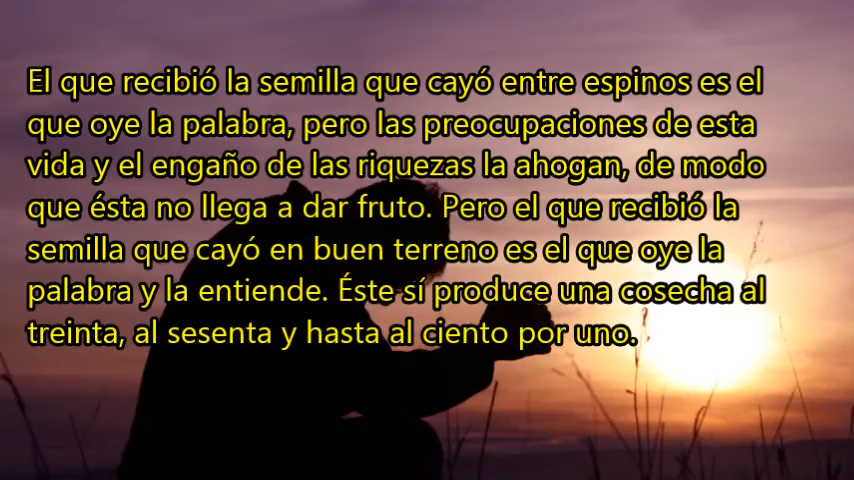 El que recibió la semilla que cayó entre espinos es el
que oye la palabra, pero las preocupaciones de esta
vida y el engaño de las riquezas la ahogan, de modo
que ésta no llega a dar fruto. Pero el que recibió la
semilla que cayó en buen terreno es el que oye la
palabra y la entiende. Éste sí produce una cosecha al
treinta, al sesenta y hasta al ciento por uno.